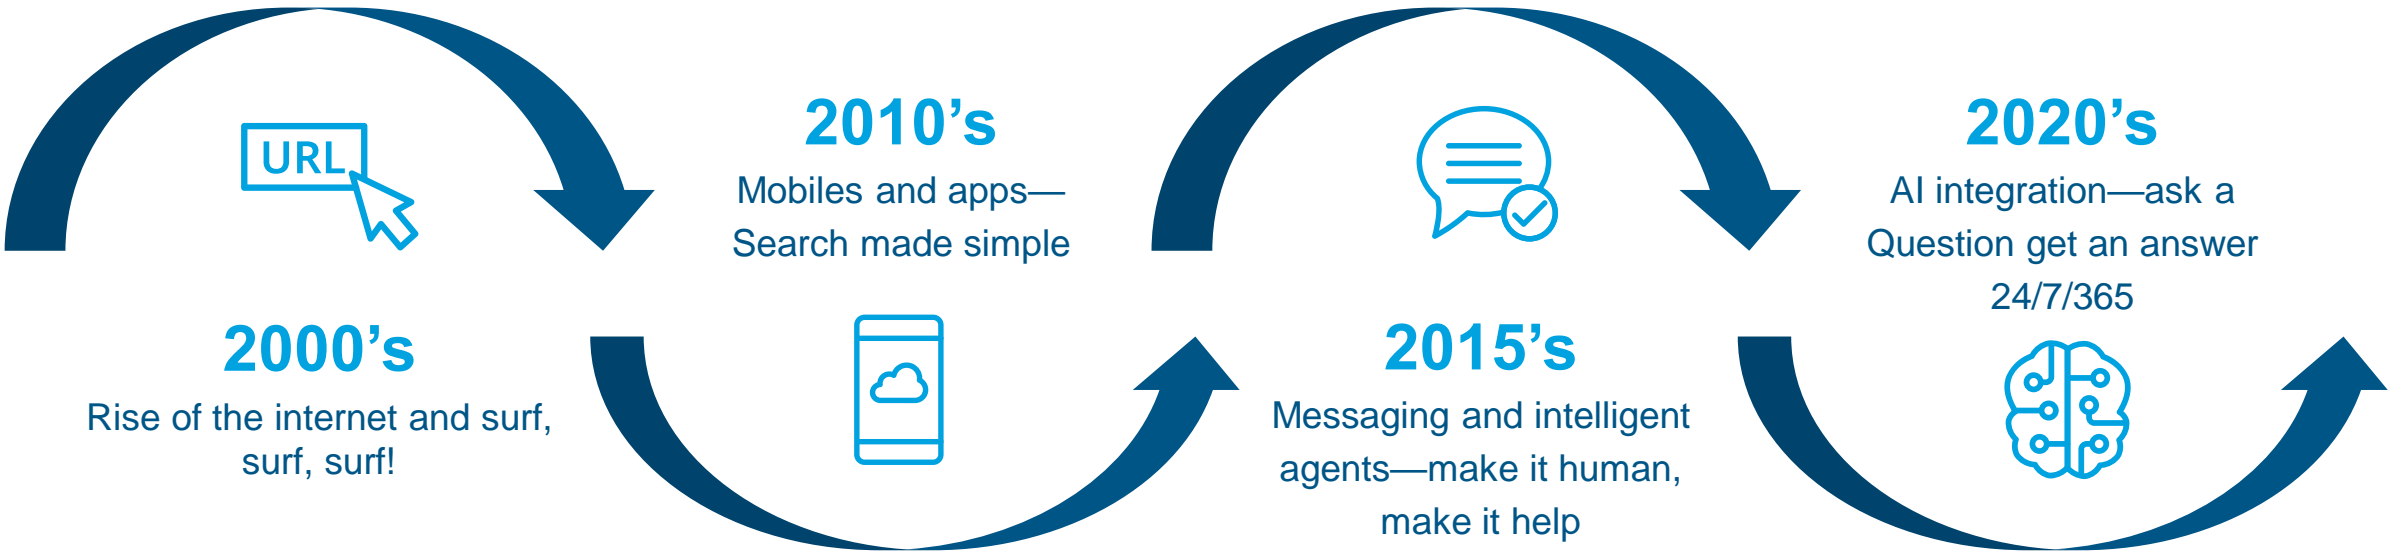 URL
2000’s
Rise of the internet and surf,
surf, surf!
2010’s
Mobiles and apps—
Search made simple
2015’s
Messaging and intelligent
agents—make it human,
make it help
2020’s
AI integration—ask a
Question get an answer
24/7/365